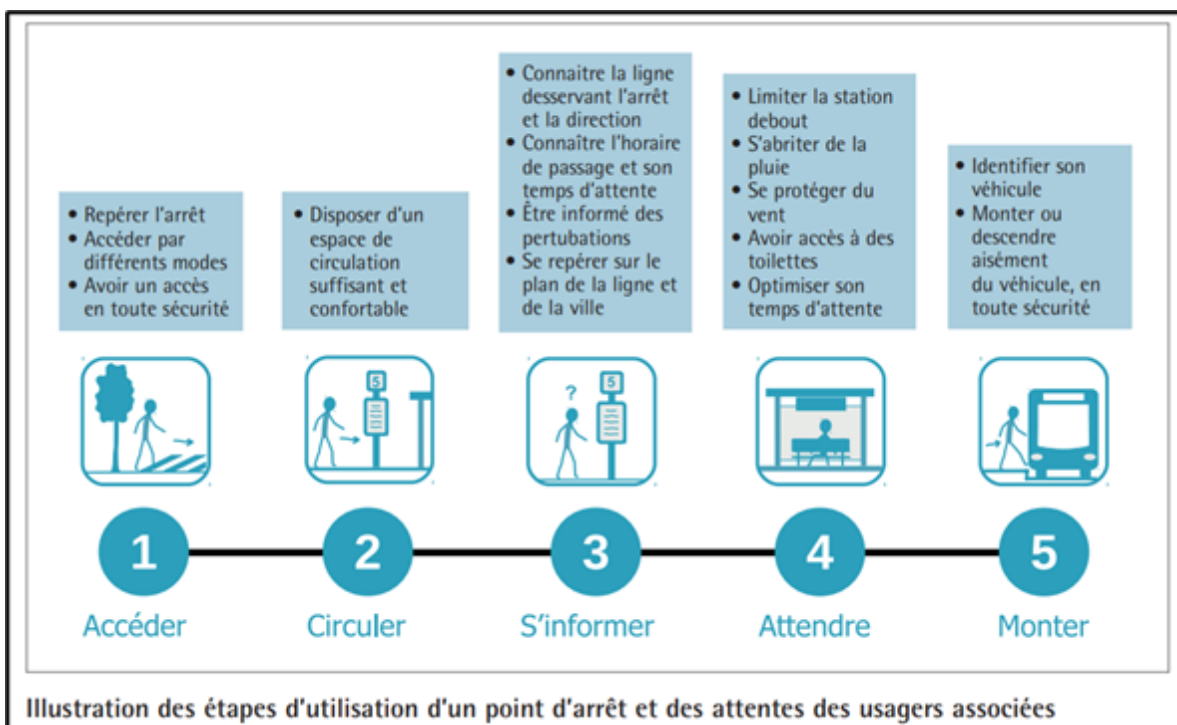 • Repérer l'arrêt
• Accéder par
différents modes
• Avoir un accès
en toute sécurité
• Disposer d'un
espace de
circulation
suffisant et
confortable
• Connaitre la ligne
desservant l'arrêt
et la direction
• Connaître l'horaire
de passage et son
temps d'attente
• Être informé des
pertubations
• Se repérer sur le
plan de la ligne et
de la ville
• Limiter la station
debout
• S'abriter de la
pluie
• Se protéger du
vent
• Avoir accès à des
toilettes
• Optimiser son
temps d'attente
• Identifier son
véhicule
• Monter ou
descendre
aisément
du véhicule, en
toute sécurité
5
?
5
1
2
3
4
5
Accéder
Circuler
S'informer
Attendre
Monter
Illustration des étapes d'utilisation d'un point d'arrêt et des attentes des usagers associées